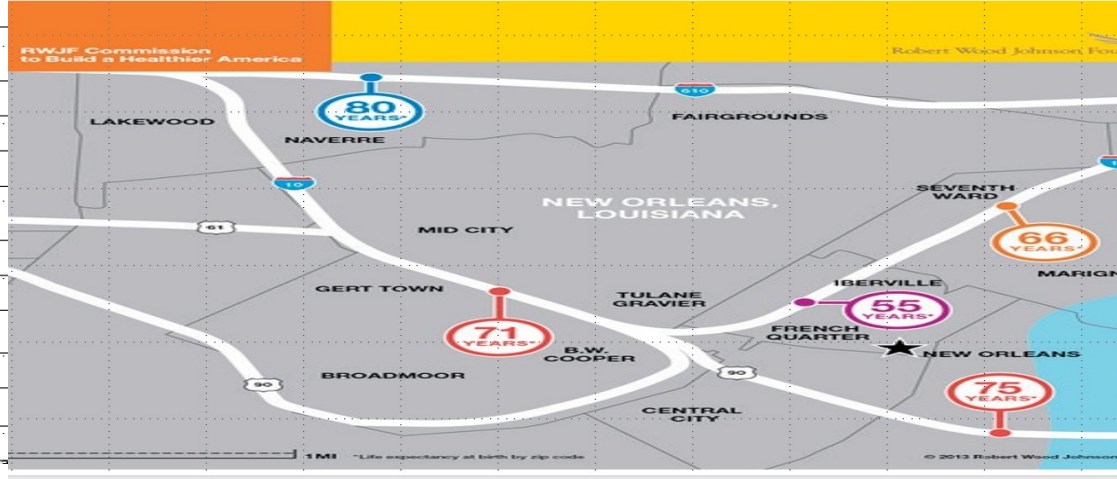 RWJF Commission
to Build a Healthier America
Robert Wood Johnson
610
80
YEARS*
LAKEWOOD
FAIRGROUNDS
NAVERRE
10
SEVENTH
WARD
NEW ORLEANS,
LOUISIANA
61
MID CITY
66
YEARS*
GERT TOWN
IBERVILLE
TULANE
GRAVIER
55
YEARS*
71
YEARS*
FRENCH
QUARTER
B.W.
COOPER
NEW ORLEANS
90
BROADMOOR
90
75
YEARS*
CENTRAL
CITY
1MI
*Life expectancy at birth by zip code
© 2013 Robert Wood Johnson